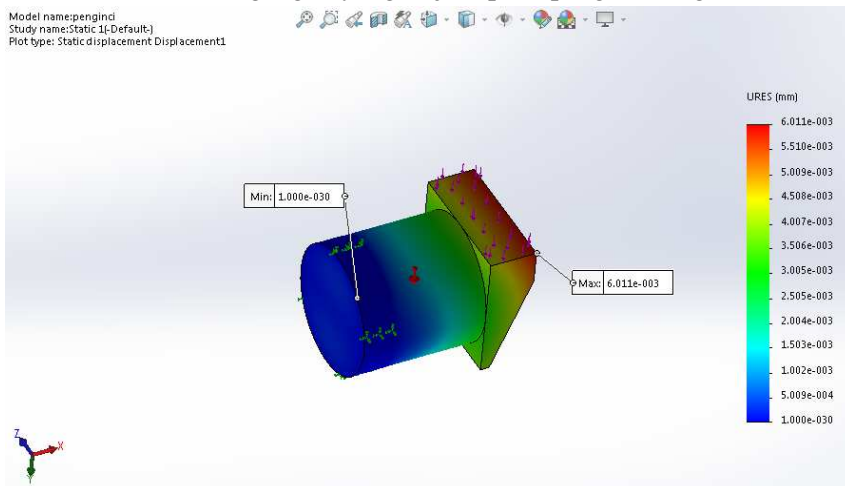 Model name:penginci
Study name:Static 1(-Default-)
Plot type: Static displacement Displacement1
URES (mm)
6.011e-003
5.510e-003
5.009e-003
4.508e-003
4.007e-003
3.506e-003
3.005e-003
2.505e-003
2.004e-003
1.503e-003
1.002e-003
5.009e-004
1.000e-030
Min: 1.000e-030
Max: 6.011e-003
Z
X
Y